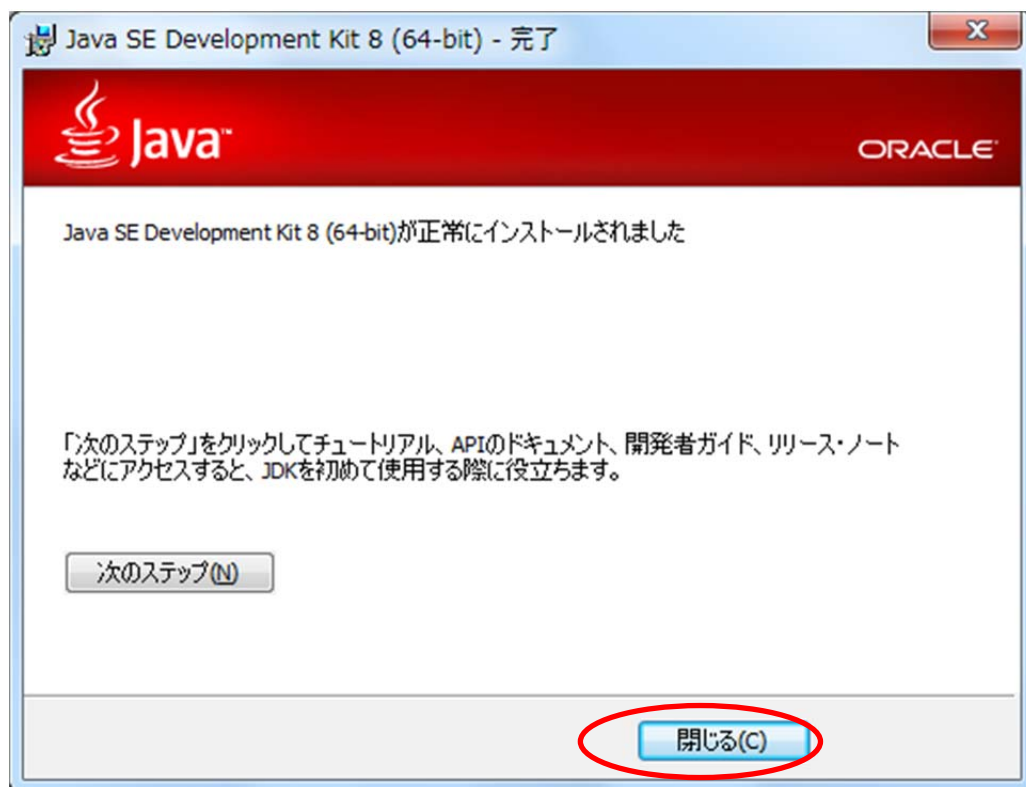 Java SE Development Kit 8 (64-bit) - 完了
Java™
ORACLE
Java SE Development Kit 8 (64-bit)が正常にインストールされました
「次のステップ」をクリックしてチュートリアル、APIのドキュメント、開発者ガイド、リリース・ノート
などにアクセスすると、JDKを初めて使用する際に役立ちます。
次のステップ(N)
閉じる(C)